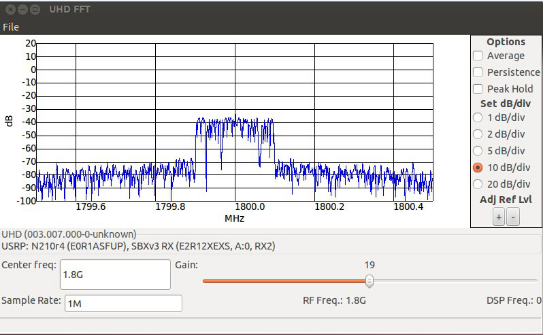 UHD FFT
File
20
10
0
-10
-20
-30
-40
-50
-60
-70
-80
-90
-100
dB
1799.6 1799.8 1800.0 1800.2 1800.4
MHz
Options
Average
Persistence
Peak Hold
Set dB/div
1 dB/div
2 dB/div
5 dB/div
10 dB/div
20 dB/div
Adj Ref Lvl
+ -
UHD (003.007.000-0-unknown)
USRP: N210r4 (E0R1ASFUP), SBXv3 RX (E2R12XEXS, A:0, RX2)
Center freq: 1.8G Gain: 19
Sample Rate: 1M RF Freq.: 1.8G DSP Freq.: 0